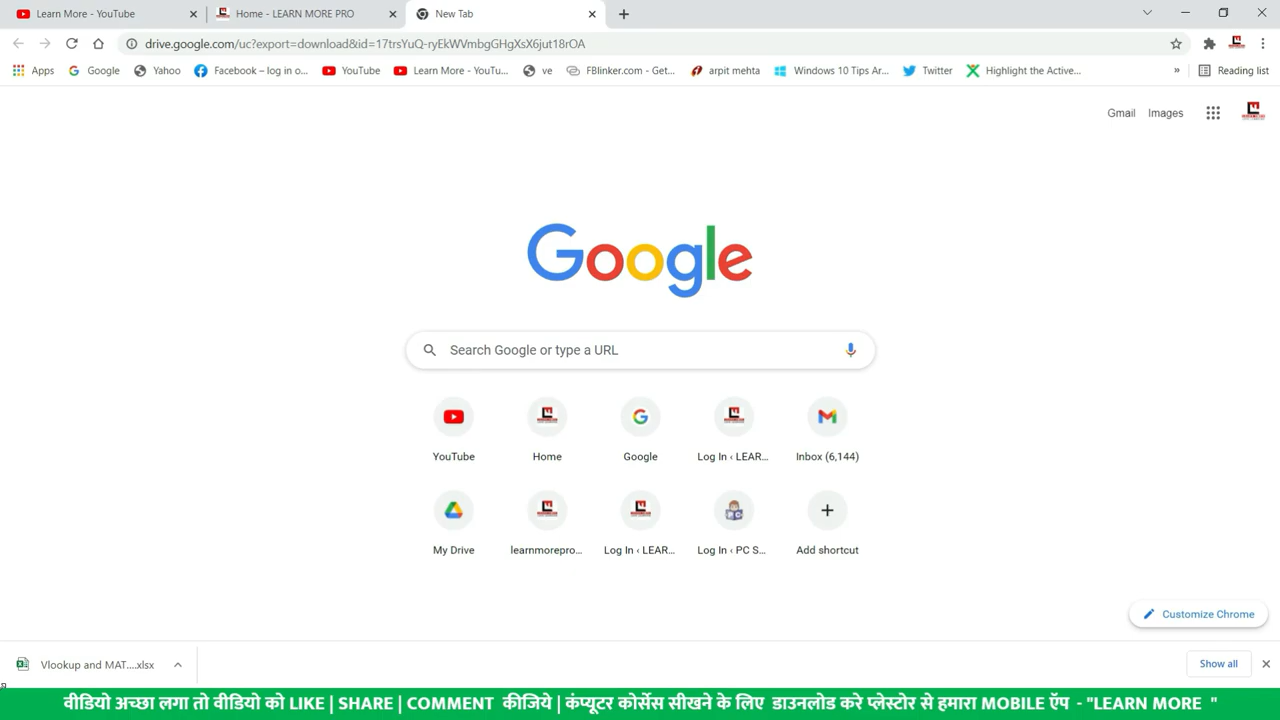 Learn More - YouTube
Home - LEARN MORE PRO
New Tab
drive.google.com/uc?export=download&id=17trsYuQ-ryEkWVmbgGHgXsX6jut18rOA
Apps Google Yahoo Facebook – log in o... YouTube Learn More - YouTu... ve FBlinker.com - Get... arpit mehta Windows 10 Tips Ar... Twitter Highlight the Active... » Reading list
Gmail Images
Google
Search Google or type a URL
YouTube Home Google Log In ‹ LEAR... Inbox (6,144)
My Drive learnmorepro... Log In ‹ LEAR... Log In ‹ PC S... Add shortcut
Customize Chrome
Vlookup and MAT....xlsx
Show all
वीडियो अच्छा लगा तो वीडियो को LIKE | SHARE | COMMENT कीजिये | कंप्यूटर कोर्सेस सीखने के लिए डाउनलोड करे प्लेस्टोर से हमारा MOBILE ऍप - "LEARN MORE "